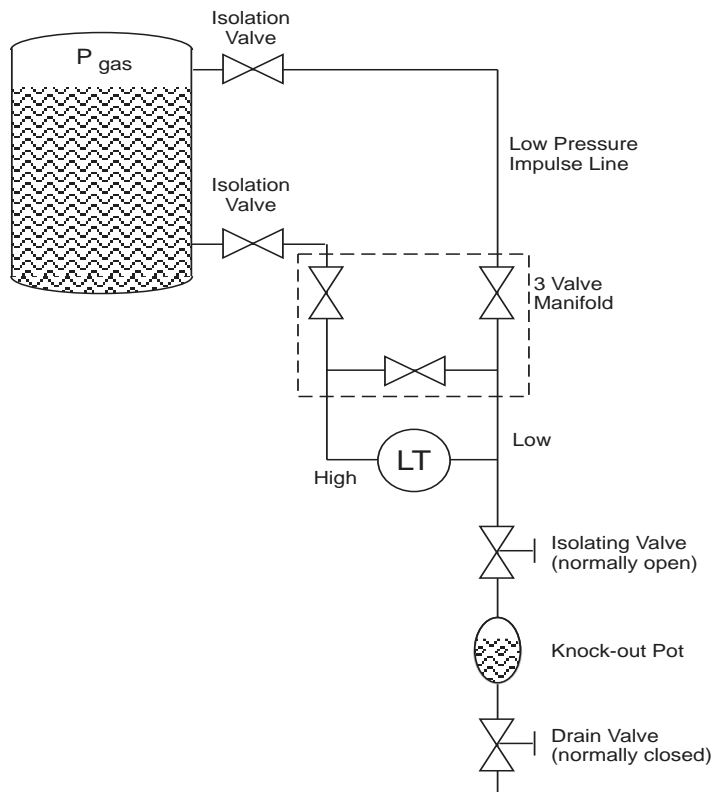 Isolation
Valve
P gas
Low Pressure
Impulse Line
Isolation
Valve
3 Valve
Manifold
Low
LT
High
Isolating Valve
(normally open)
Knock-out Pot
Drain Valve
(normally closed)